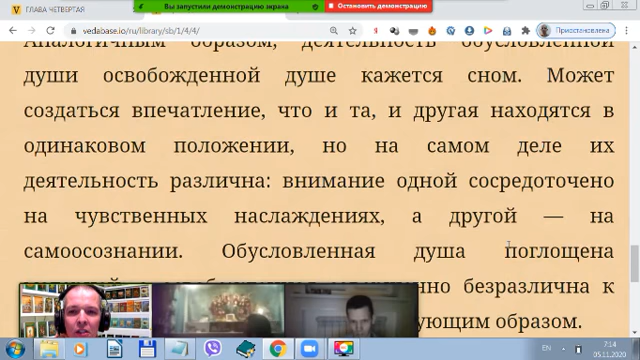 Вы запустили демонстрацию экрана
Остановить демонстрацию
ГЛАВА ЧЕТВЕРТАЯ
vedabase.io/ru/library/sb/1/4/4/
Приостановлена
Аналогичным образом, деятельность обусловленной
души освобожденной душе кажется сном. Может
создаться впечатление, что и та, и другая находятся в
одинаковом положении, но на самом деле их
деятельность различна: внимание одной сосредоточено
на чувственных наслаждениях, а другой — на
самоосознании. Обусловленная душа поглощена
безразлична к
образом.
EN
7:14
05.11.2020